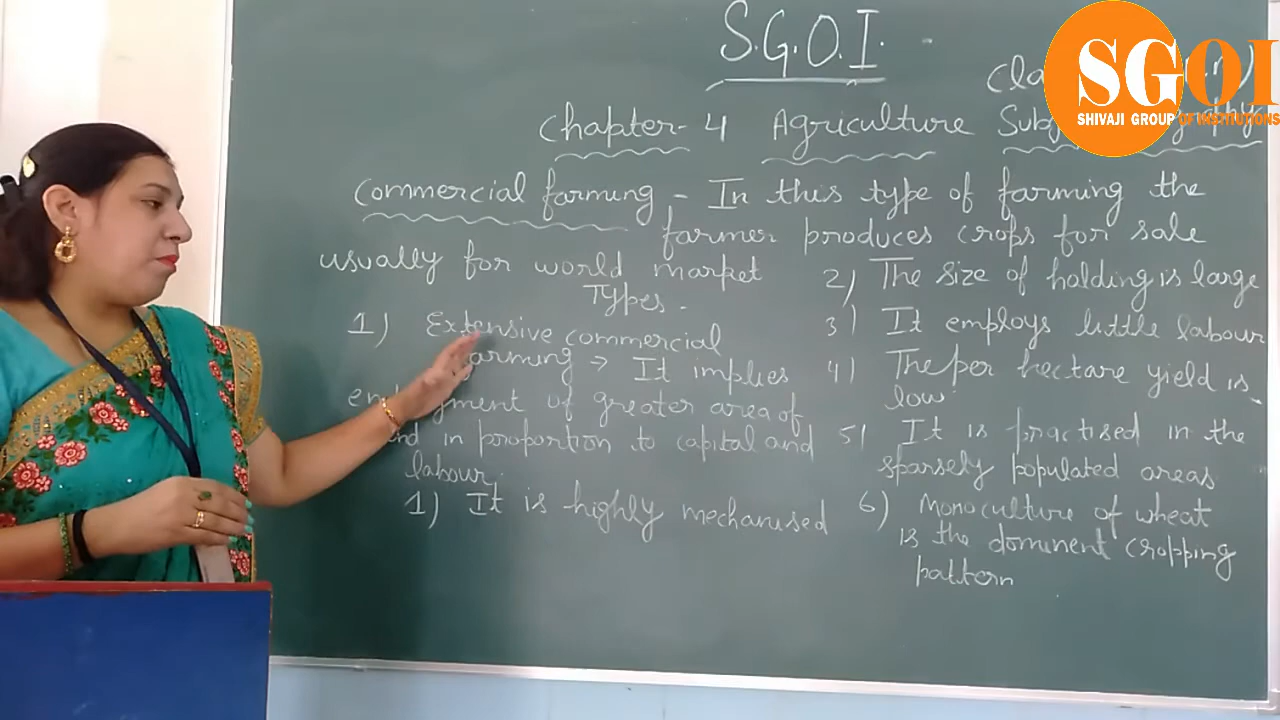 S.G.O.I.
SGOI
SHIVAJI GROUP OF INSTITUTIONS
Chapter-4 Agriculture
Commercial farming - In this type of farming the
farmer produces crops for sale
usually for world market
Types.
1) Extensive commercial
farming → It implies
of greater area of
in proportion to capital and
labour.
1) It is highly mechanised
2) The size of holding is large
3) It employs little labour
4) The per hectare yield is
low.
5) It is practised in the
sparsely populated areas
6) Monoculture of wheat
is the dominent cropping
pattern